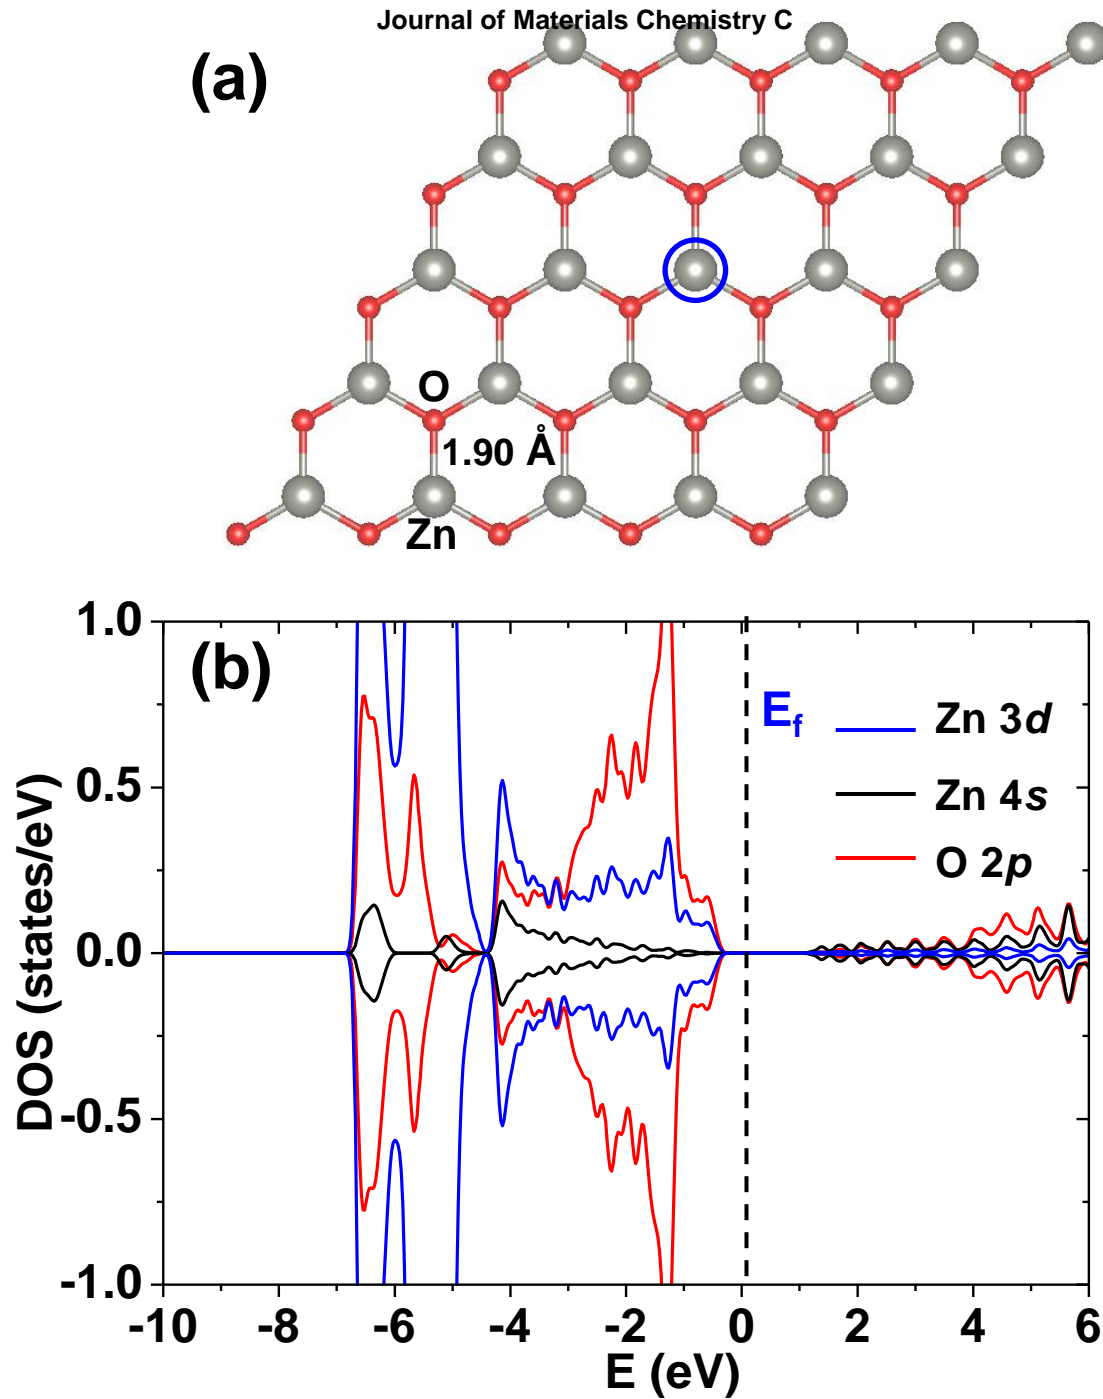 Journal of Materials Chemistry C
(a)
O
1.90 Å
Zn
(b)
1.0
0.5
0.0
-0.5
-1.0
DOS (states/eV)
E_f
Zn 3d
Zn 4s
O 2p
-10 -8 -6 -4 -2 0 2 4 6
E (eV)